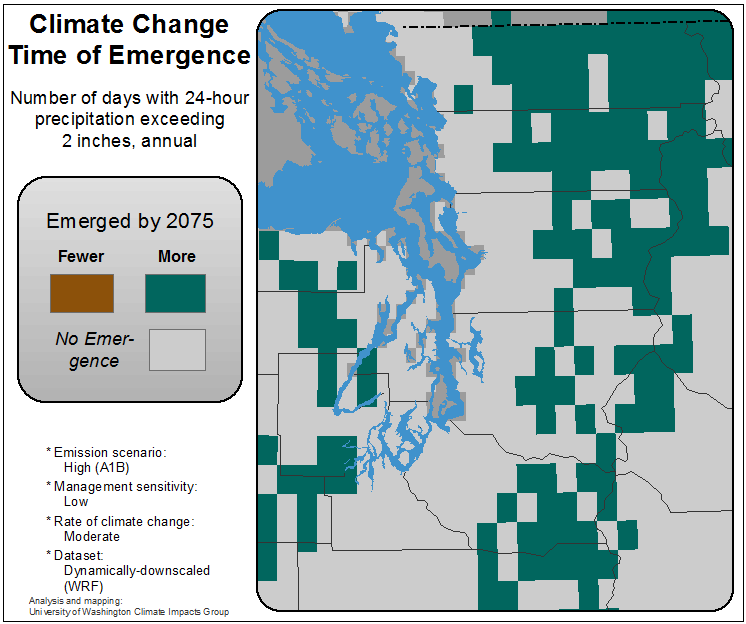 Climate Change
Time of Emergence
Number of days with 24-hour
precipitation exceeding
2 inches, annual
Emerged by 2075
Fewer
More
No Emer-
gence
* Emission scenario:
High (A1B)
* Management sensitivity:
Low
* Rate of climate change:
Moderate
* Dataset:
Dynamically-downscaled
(WRF)
Analysis and mapping:
University of Washington Climate Impacts Group